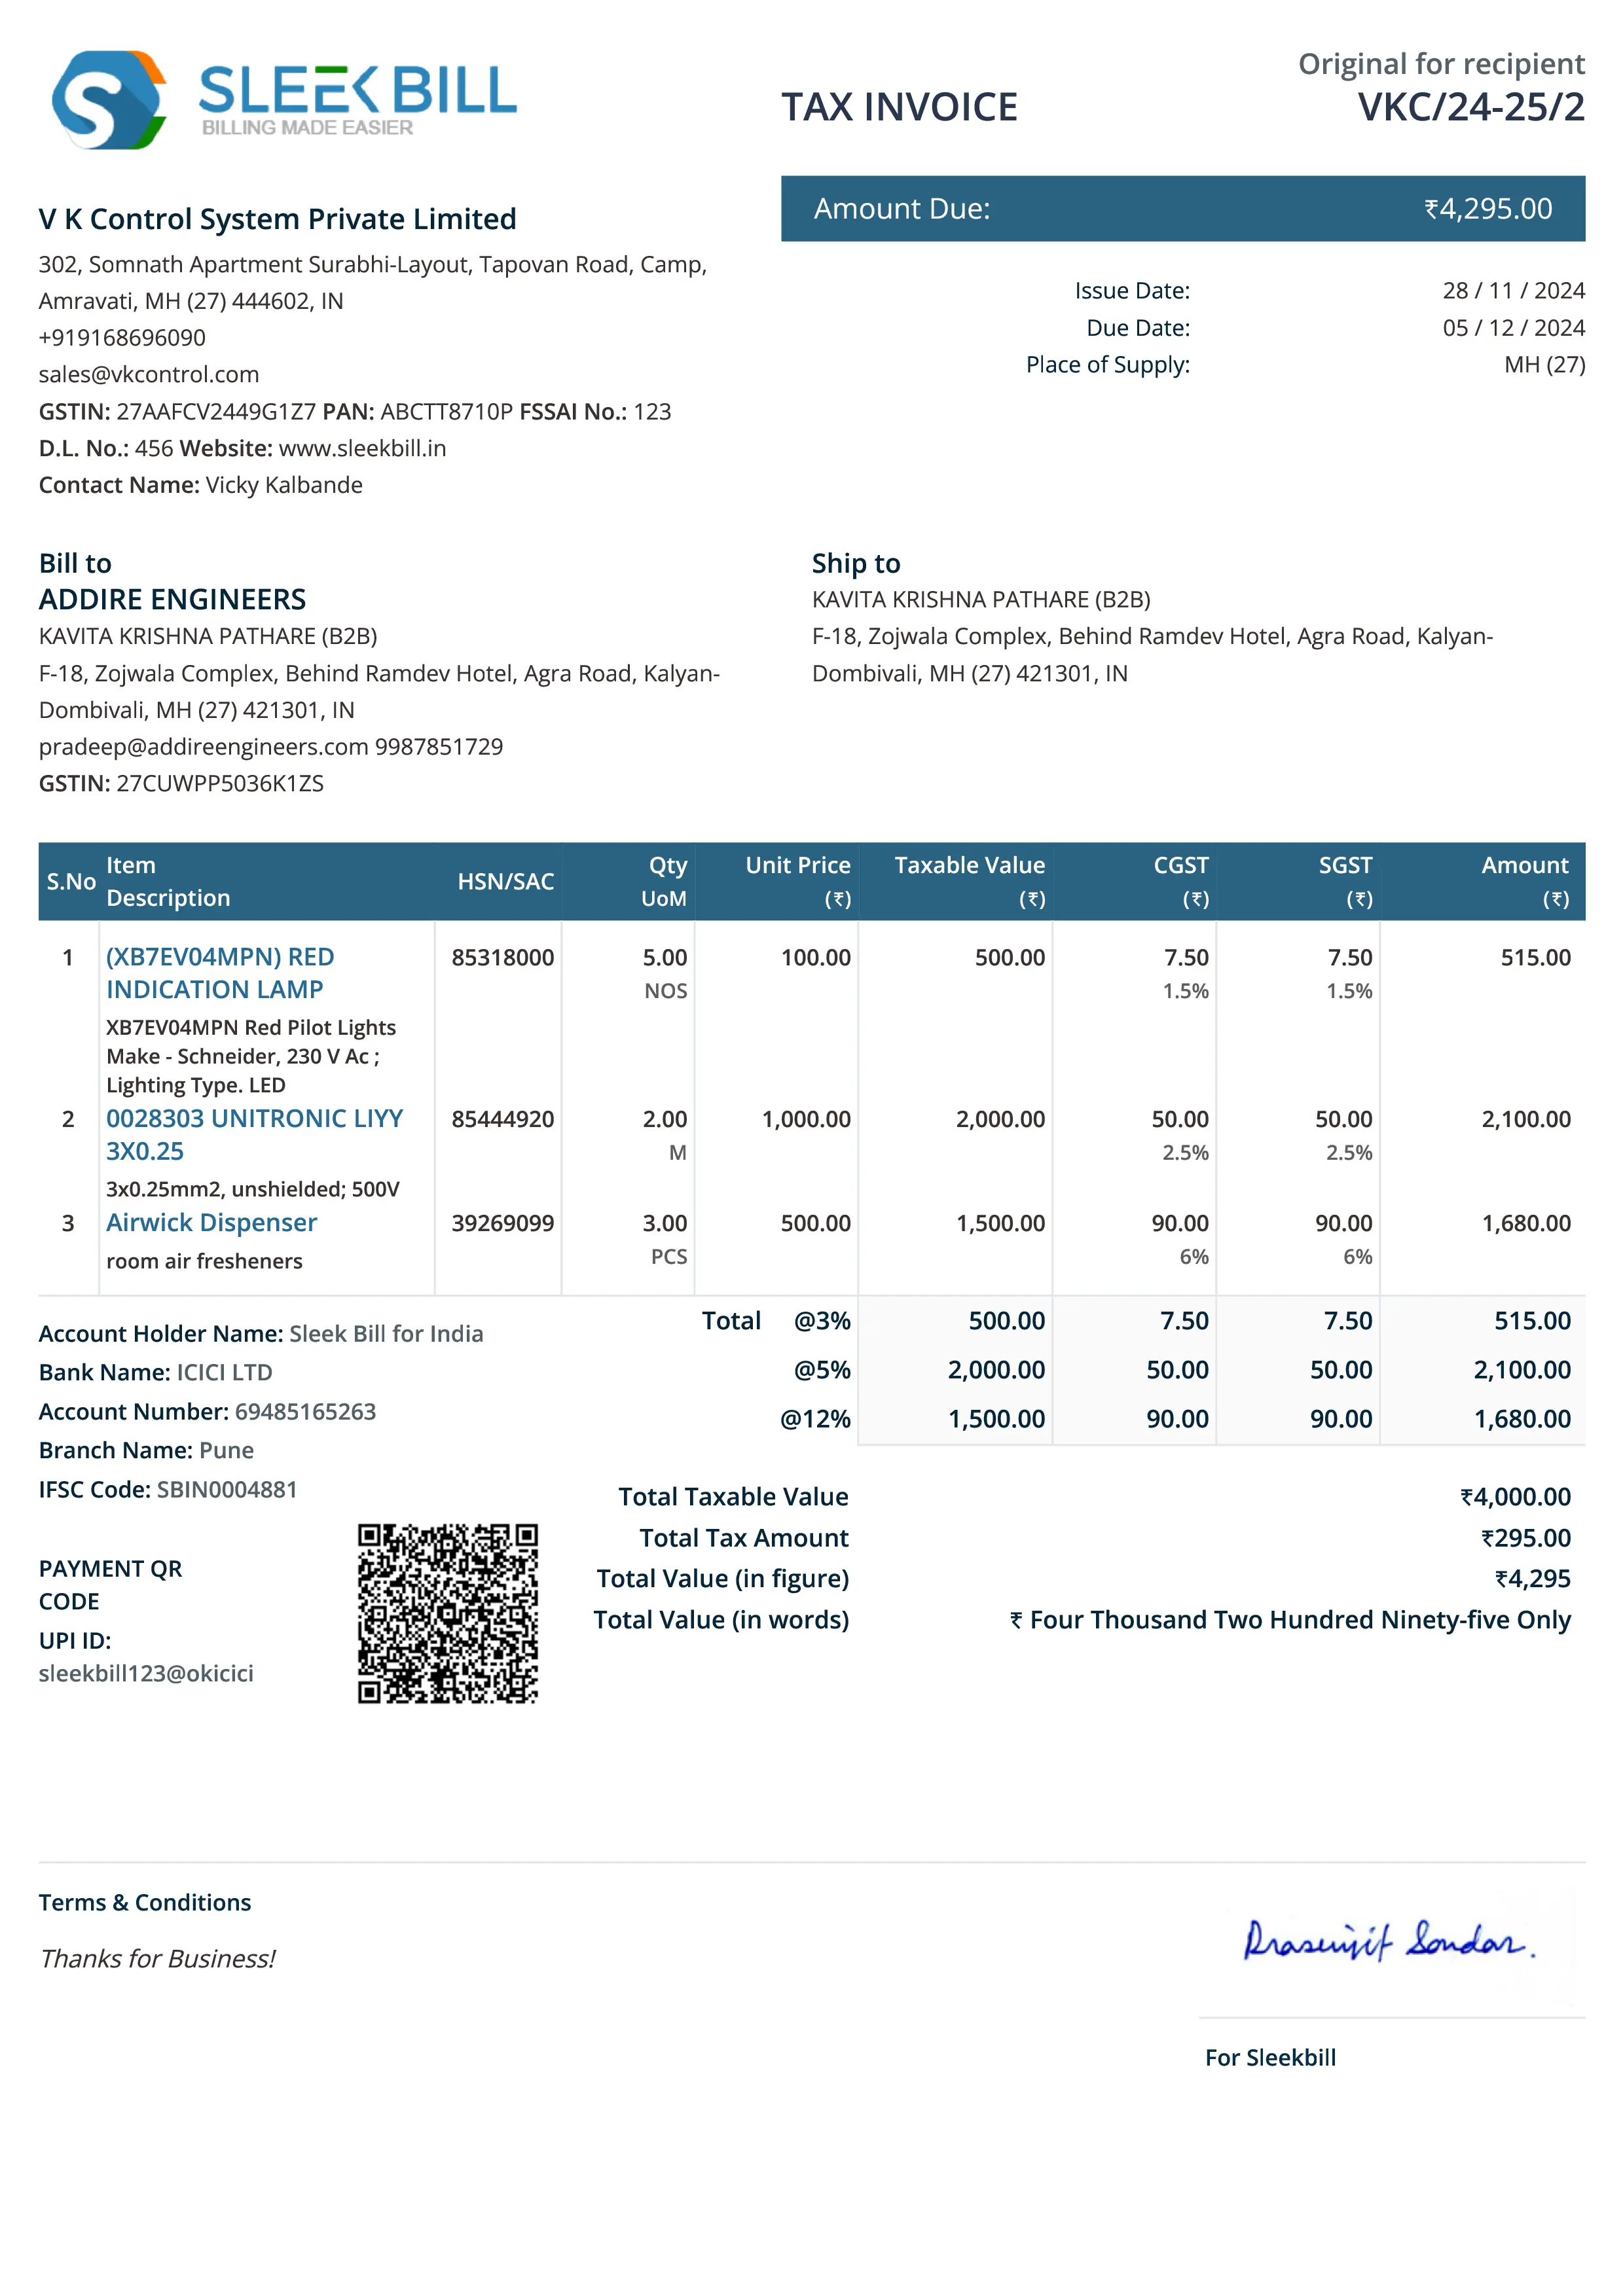 SLEEK BILL
BILLING MADE EASIER
Original for recipient
TAX INVOICE VKC/24-25/2
Amount Due: ₹4,295.00
V K Control System Private Limited
302, Somnath Apartment Surabhi-Layout, Tapovan Road, Camp,
Amravati, MH (27) 444602, IN
+919168696090
sales@vkcontrol.com
GSTIN: 27AAFCV2449G1Z7 PAN: ABCTT8710P FSSAI No.: 123
D.L. No.: 456 Website: www.sleekbill.in
Contact Name: Vicky Kalbande
Issue Date: 28 / 11 / 2024
Due Date: 05 / 12 / 2024
Place of Supply: MH (27)
Bill to
ADDIRE ENGINEERS
KAVITA KRISHNA PATHARE (B2B)
F-18, Zojwala Complex, Behind Ramdev Hotel, Agra Road, Kalyan-
Dombivali, MH (27) 421301, IN
pradeep@addireengineers.com 9987851729
GSTIN: 27CUWPP5036K1ZS
Ship to
KAVITA KRISHNA PATHARE (B2B)
F-18, Zojwala Complex, Behind Ramdev Hotel, Agra Road, Kalyan-
Dombivali, MH (27) 421301, IN
S.No Item Description HSN/SAC Qty UoM Unit Price (₹) Taxable Value (₹) CGST (₹) SGST (₹) Amount (₹)
1 (XB7EV04MPN) RED 85318000 5.00 100.00 500.00 7.50 7.50 515.00
INDICATION LAMP NOS 1.5% 1.5%
XB7EV04MPN Red Pilot Lights
Make - Schneider, 230 V Ac ;
Lighting Type. LED
2 0028303 UNITRONIC LIYY 85444920 2.00 1,000.00 2,000.00 50.00 50.00 2,100.00
3X0.25 M 2.5% 2.5%
3x0.25mm2, unshielded; 500V
3 Airwick Dispenser 39269099 3.00 500.00 1,500.00 90.00 90.00 1,680.00
room air fresheners PCS 6% 6%
Total @3% 500.00 7.50 7.50 515.00
@5% 2,000.00 50.00 50.00 2,100.00
@12% 1,500.00 90.00 90.00 1,680.00
Account Holder Name: Sleek Bill for India
Bank Name: ICICI LTD
Account Number: 69485165263
Branch Name: Pune
IFSC Code: SBIN0004881
PAYMENT QR
CODE
UPI ID:
sleekbill123@okicici
Total Taxable Value ₹4,000.00
Total Tax Amount ₹295.00
Total Value (in figure) ₹4,295
Total Value (in words) ₹ Four Thousand Two Hundred Ninety-five Only
Terms & Conditions
Thanks for Business!
For Sleekbill